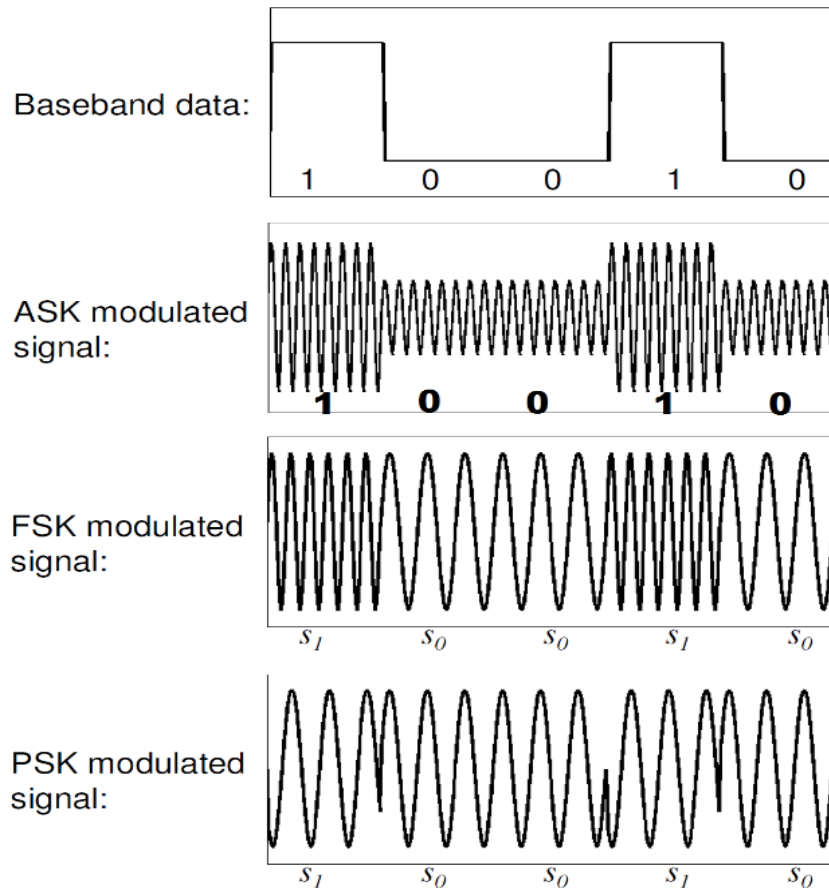 Baseband data:
1 0 0 1 0
ASK modulated
signal:
1 0 0 1 0
FSK modulated
signal:
s1 s0 s0 s1 s0
PSK modulated
signal:
s1 s0 s0 s1 s0